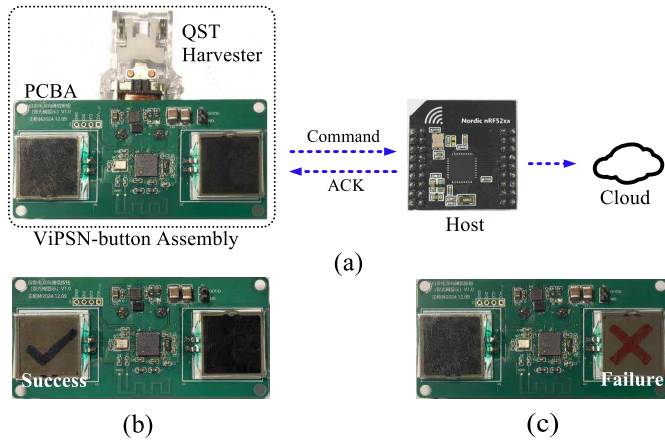 QST
Harvester
PCBA
Nordic nRF52xx
Command
ACK
Host
Cloud
ViPSN-button Assembly
(a)
Success
Failure
(b)
(c)